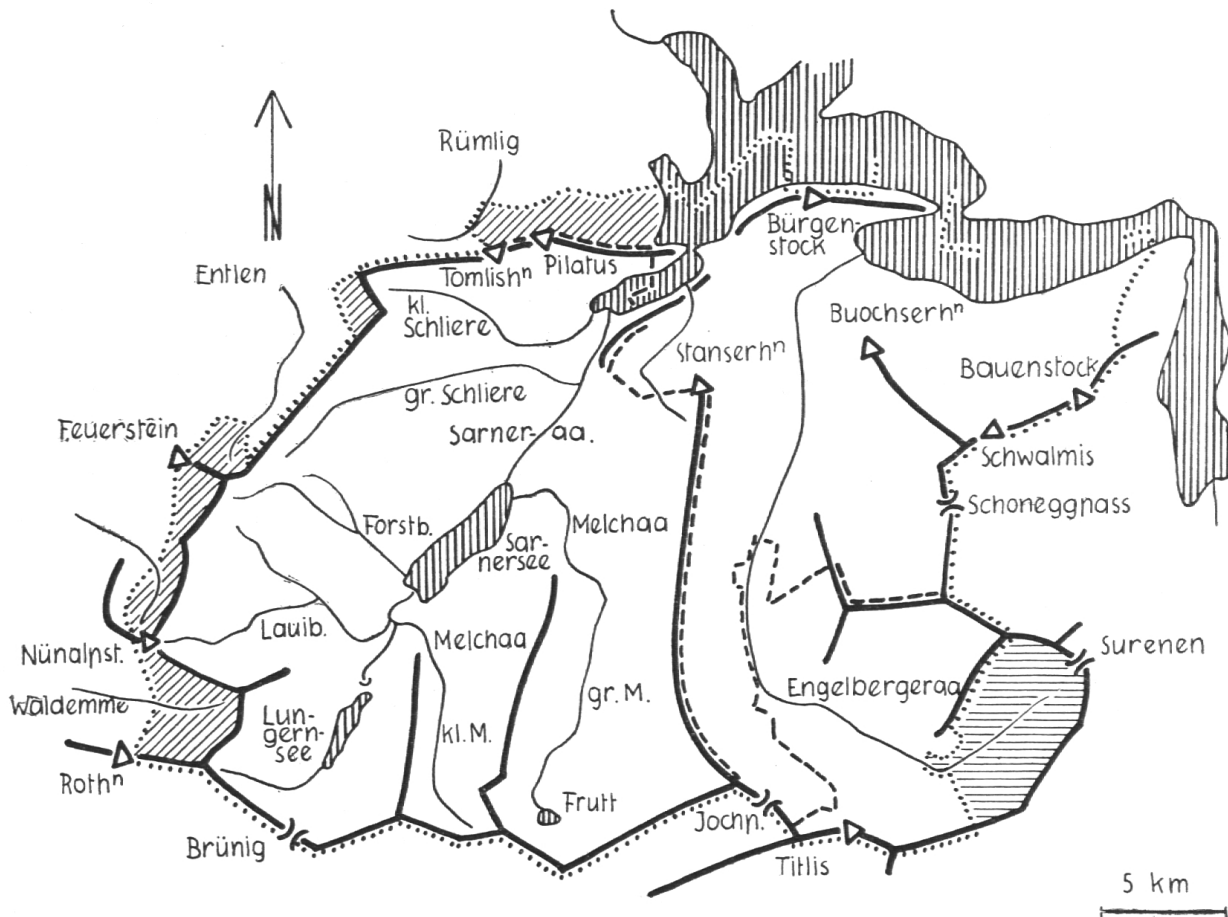 Rümlig
N
Bürgen-
stock
Entlen
Tomlishⁿ
Pilatus
kl.
Schliere
Buochserhⁿ
Stanserhⁿ
Bauenstock
gr. Schliere
Feuerstein
Sarner-aa.
Schwalmis
Schoneggpass
Forstb.
Sar-
nersee
Melchaa
Lauib.
Melchaa
Nünalpst.
Surenen
Engelbergeraa
Waldemme
Lun-
gern-
see
gr. M.
kl. M.
Rothⁿ
Frutt
Jochp.
Brünig
Titlis
5 km